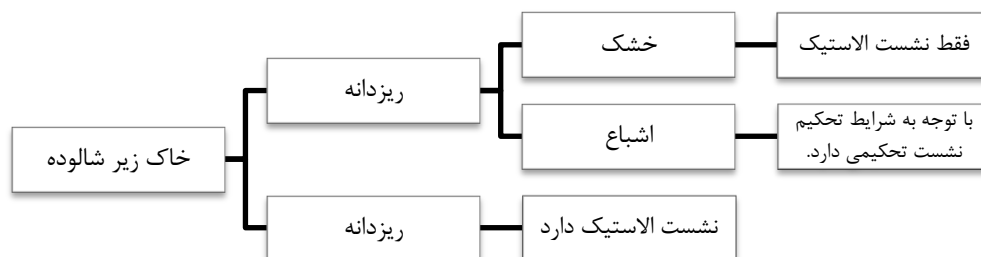 خاک زیر شالوده
ریزدانه
خشک
فقط نشست الاستیک
اشباع
با توجه به شرایط تحکیم
نشست تحکیمی دارد.
ریزدانه
نشست الاستیک دارد